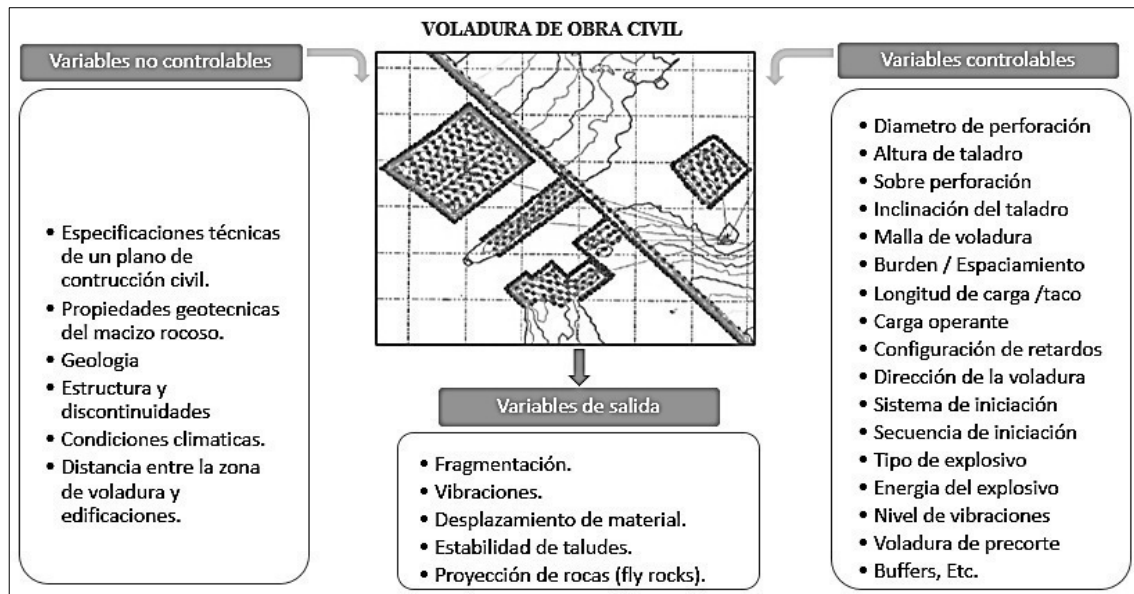 VOLADURA DE OBRA CIVIL
Variables no controlables
• Especificaciones técnicas
de un plano de
contrucción civil.
• Propiedades geotecnicas
del macizo rocoso.
• Geologia
• Estructura y
discontinuidades
• Condiciones climaticas.
• Distancia entre la zona
de voladura y
edificaciones.
Variables de salida
• Fragmentación.
• Vibraciones.
• Desplazamiento de material.
• Estabilidad de taludes.
• Proyección de rocas (fly rocks).
Variables controlables
• Diametro de perforación
• Altura de taladro
• Sobre perforación
• Inclinación del taladro
• Malla de voladura
• Burden / Espaciamiento
• Longitud de carga /taco
• Carga operante
• Configuración de retardos
• Dirección de la voladura
• Sistema de iniciación
• Secuencia de iniciación
• Tipo de explosivo
• Energia del explosivo
• Nivel de vibraciones
• Voladura de precorte
• Buffers, Etc.